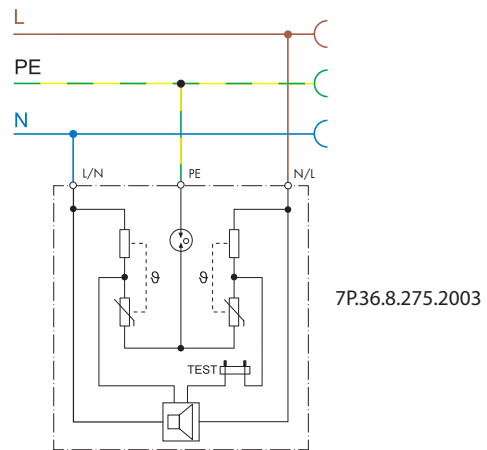 L
PE
N
L/N PE N/L
ϑ ϑ
7P.36.8.275.2003
TEST